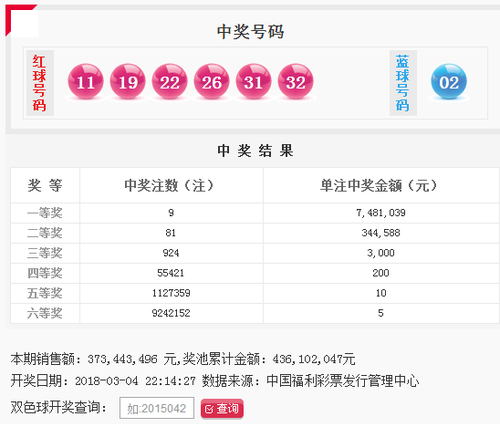 中奖号码
红球号码 11 19 22 26 31 32 蓝球号码 02
中 奖 结 果
奖 等 中奖注数（注） 单注中奖金额（元）
一等奖 9 7,481,039
二等奖 81 344,588
三等奖 924 3,000
四等奖 55421 200
五等奖 1127359 10
六等奖 9242152 5
本期销售额：373,443,496 元,奖池累计金额：436,102,047元
开奖日期：2018-03-04 22:14:27 数据来源：中国福利彩票发行管理中心
双色球开奖查询： 如:2015042 查询